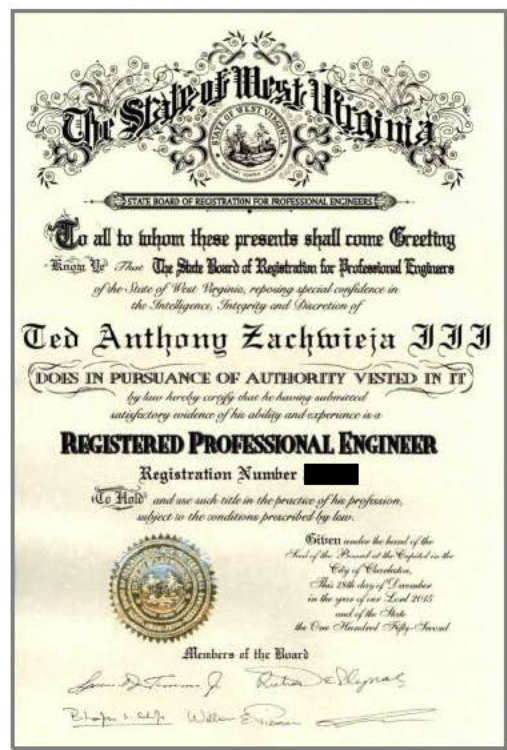 The State of West Virginia
STATE OF WEST VIRGINIA
STATE BOARD OF REGISTRATION FOR PROFESSIONAL ENGINEERS
To all to whom these presents shall come Greeting
Know Ye That The State Board of Registration for Professional Engineers
of the State of West Virginia, reposing special confidence in
the Intelligence, Integrity and Discretion of
Ted Anthony Zachwieja III
DOES IN PURSUANCE OF AUTHORITY VESTED IN IT
by law hereby certify that he having submitted
satisfactory evidence of his ability and experience is a
REGISTERED PROFESSIONAL ENGINEER
Registration Number
To Hold and use such title in the practice of his profession,
subject to the conditions prescribed by law.
Given under the hand of the
Seal of the Board at the Capitol in the
City of Charleston,
This 28th day of December
in the year of our Lord 2015
and of the State
the One Hundred Fifty-Second
Members of the Board